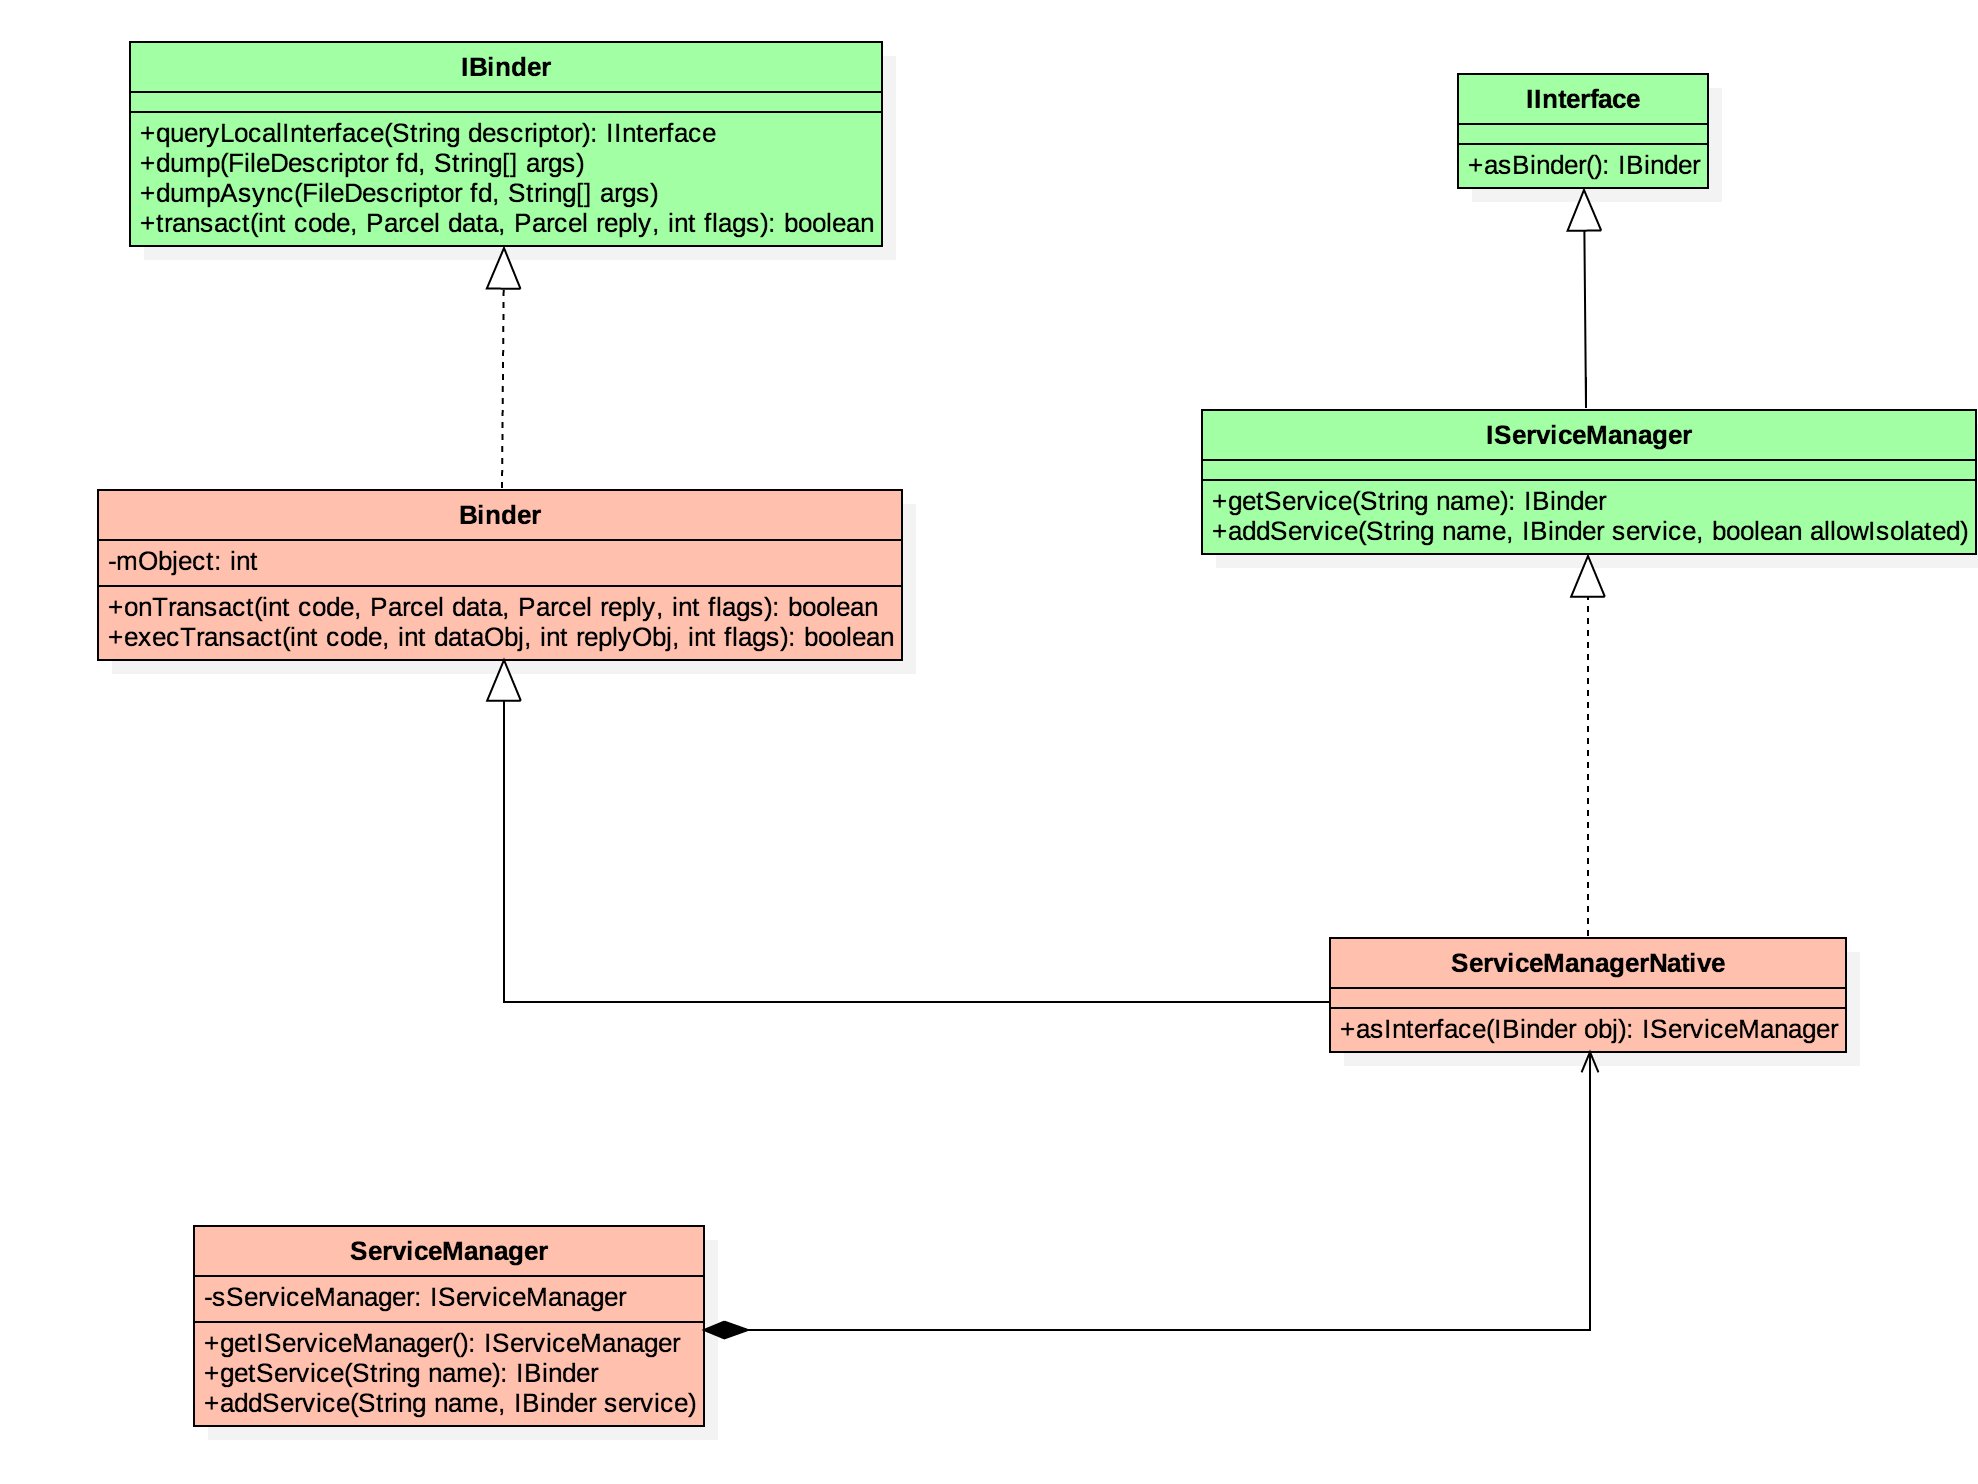 IBinder
+queryLocalInterface(String descriptor): IInterface
+dump(FileDescriptor fd, String[] args)
+dumpAsync(FileDescriptor fd, String[] args)
+transact(int code, Parcel data, Parcel reply, int flags): boolean
IInterface
+asBinder(): IBinder
IServiceManager
+getService(String name): IBinder
+addService(String name, IBinder service, boolean allowIsolated)
Binder
-mObject: int
+onTransact(int code, Parcel data, Parcel reply, int flags): boolean
+execTransact(int code, int dataObj, int replyObj, int flags): boolean
ServiceManagerNative
+asInterface(IBinder obj): IServiceManager
ServiceManager
-sServiceManager: IServiceManager
+getIServiceManager(): IServiceManager
+getService(String name): IBinder
+addService(String name, IBinder service)